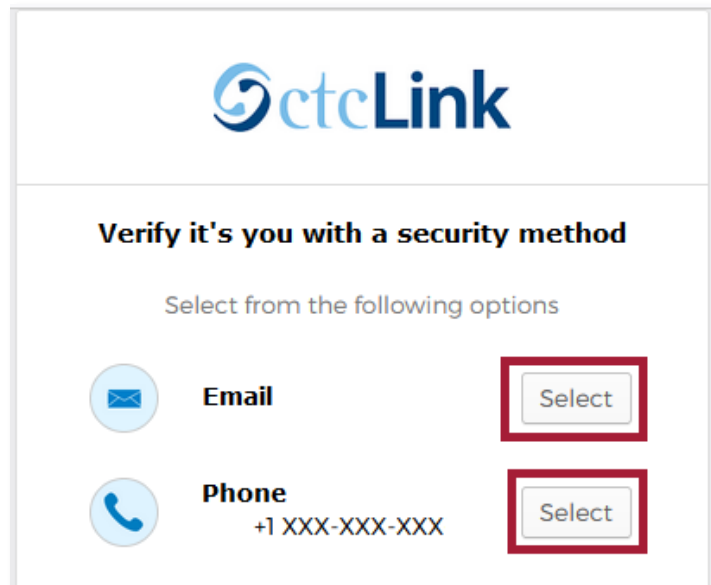 ctcLink
Verify it's you with a security method
Select from the following options
Email
Select
Phone
+1 XXX-XXX-XXX
Select